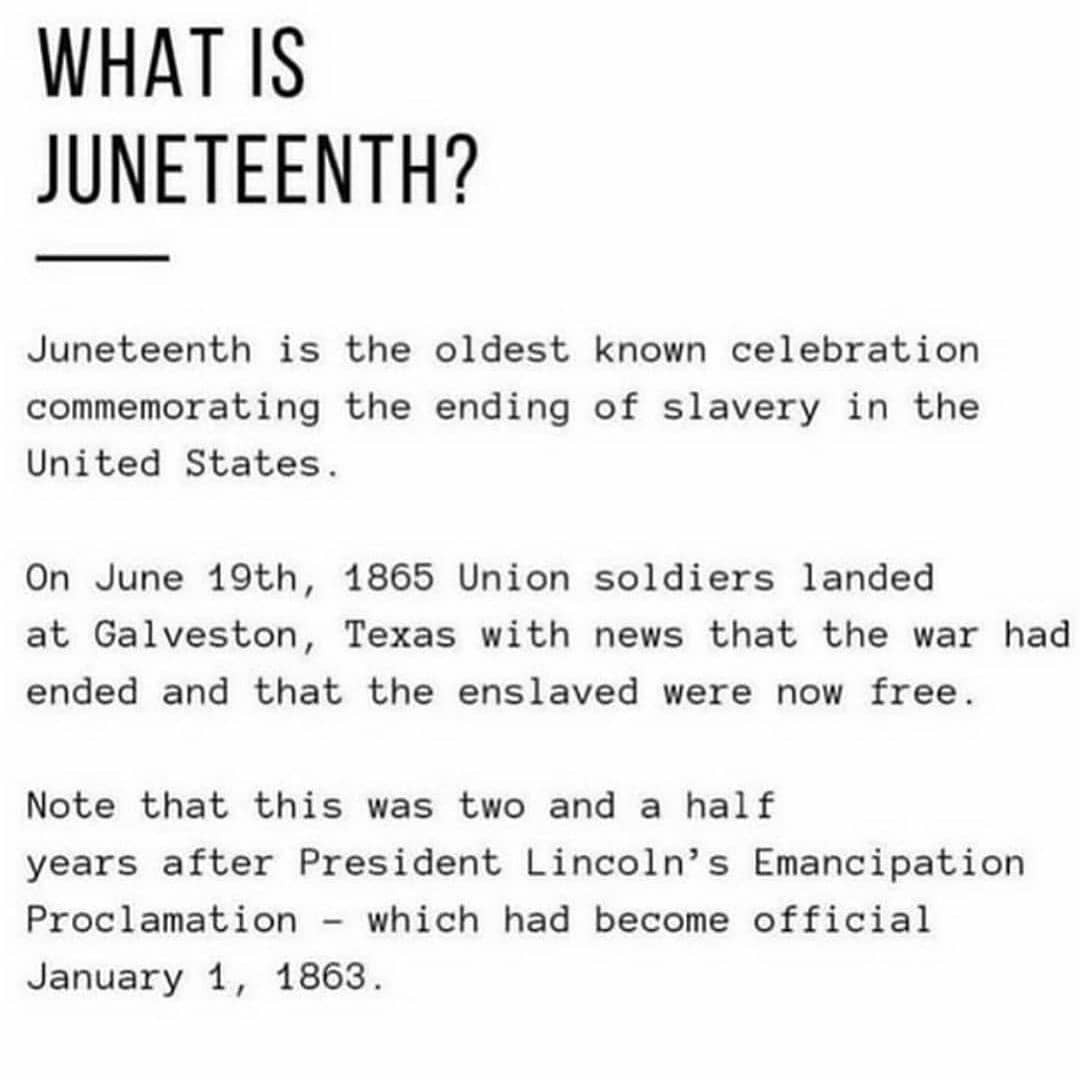 WHAT IS
JUNETEENTH?
Juneteenth is the oldest known celebration
commemorating the ending of slavery in the
United States.
On June 19th, 1865 Union soldiers landed
at Galveston, Texas with news that the war had
ended and that the enslaved were now free.
Note that this was two and a half
years after President Lincoln’s Emancipation
Proclamation – which had become official
January 1, 1863.